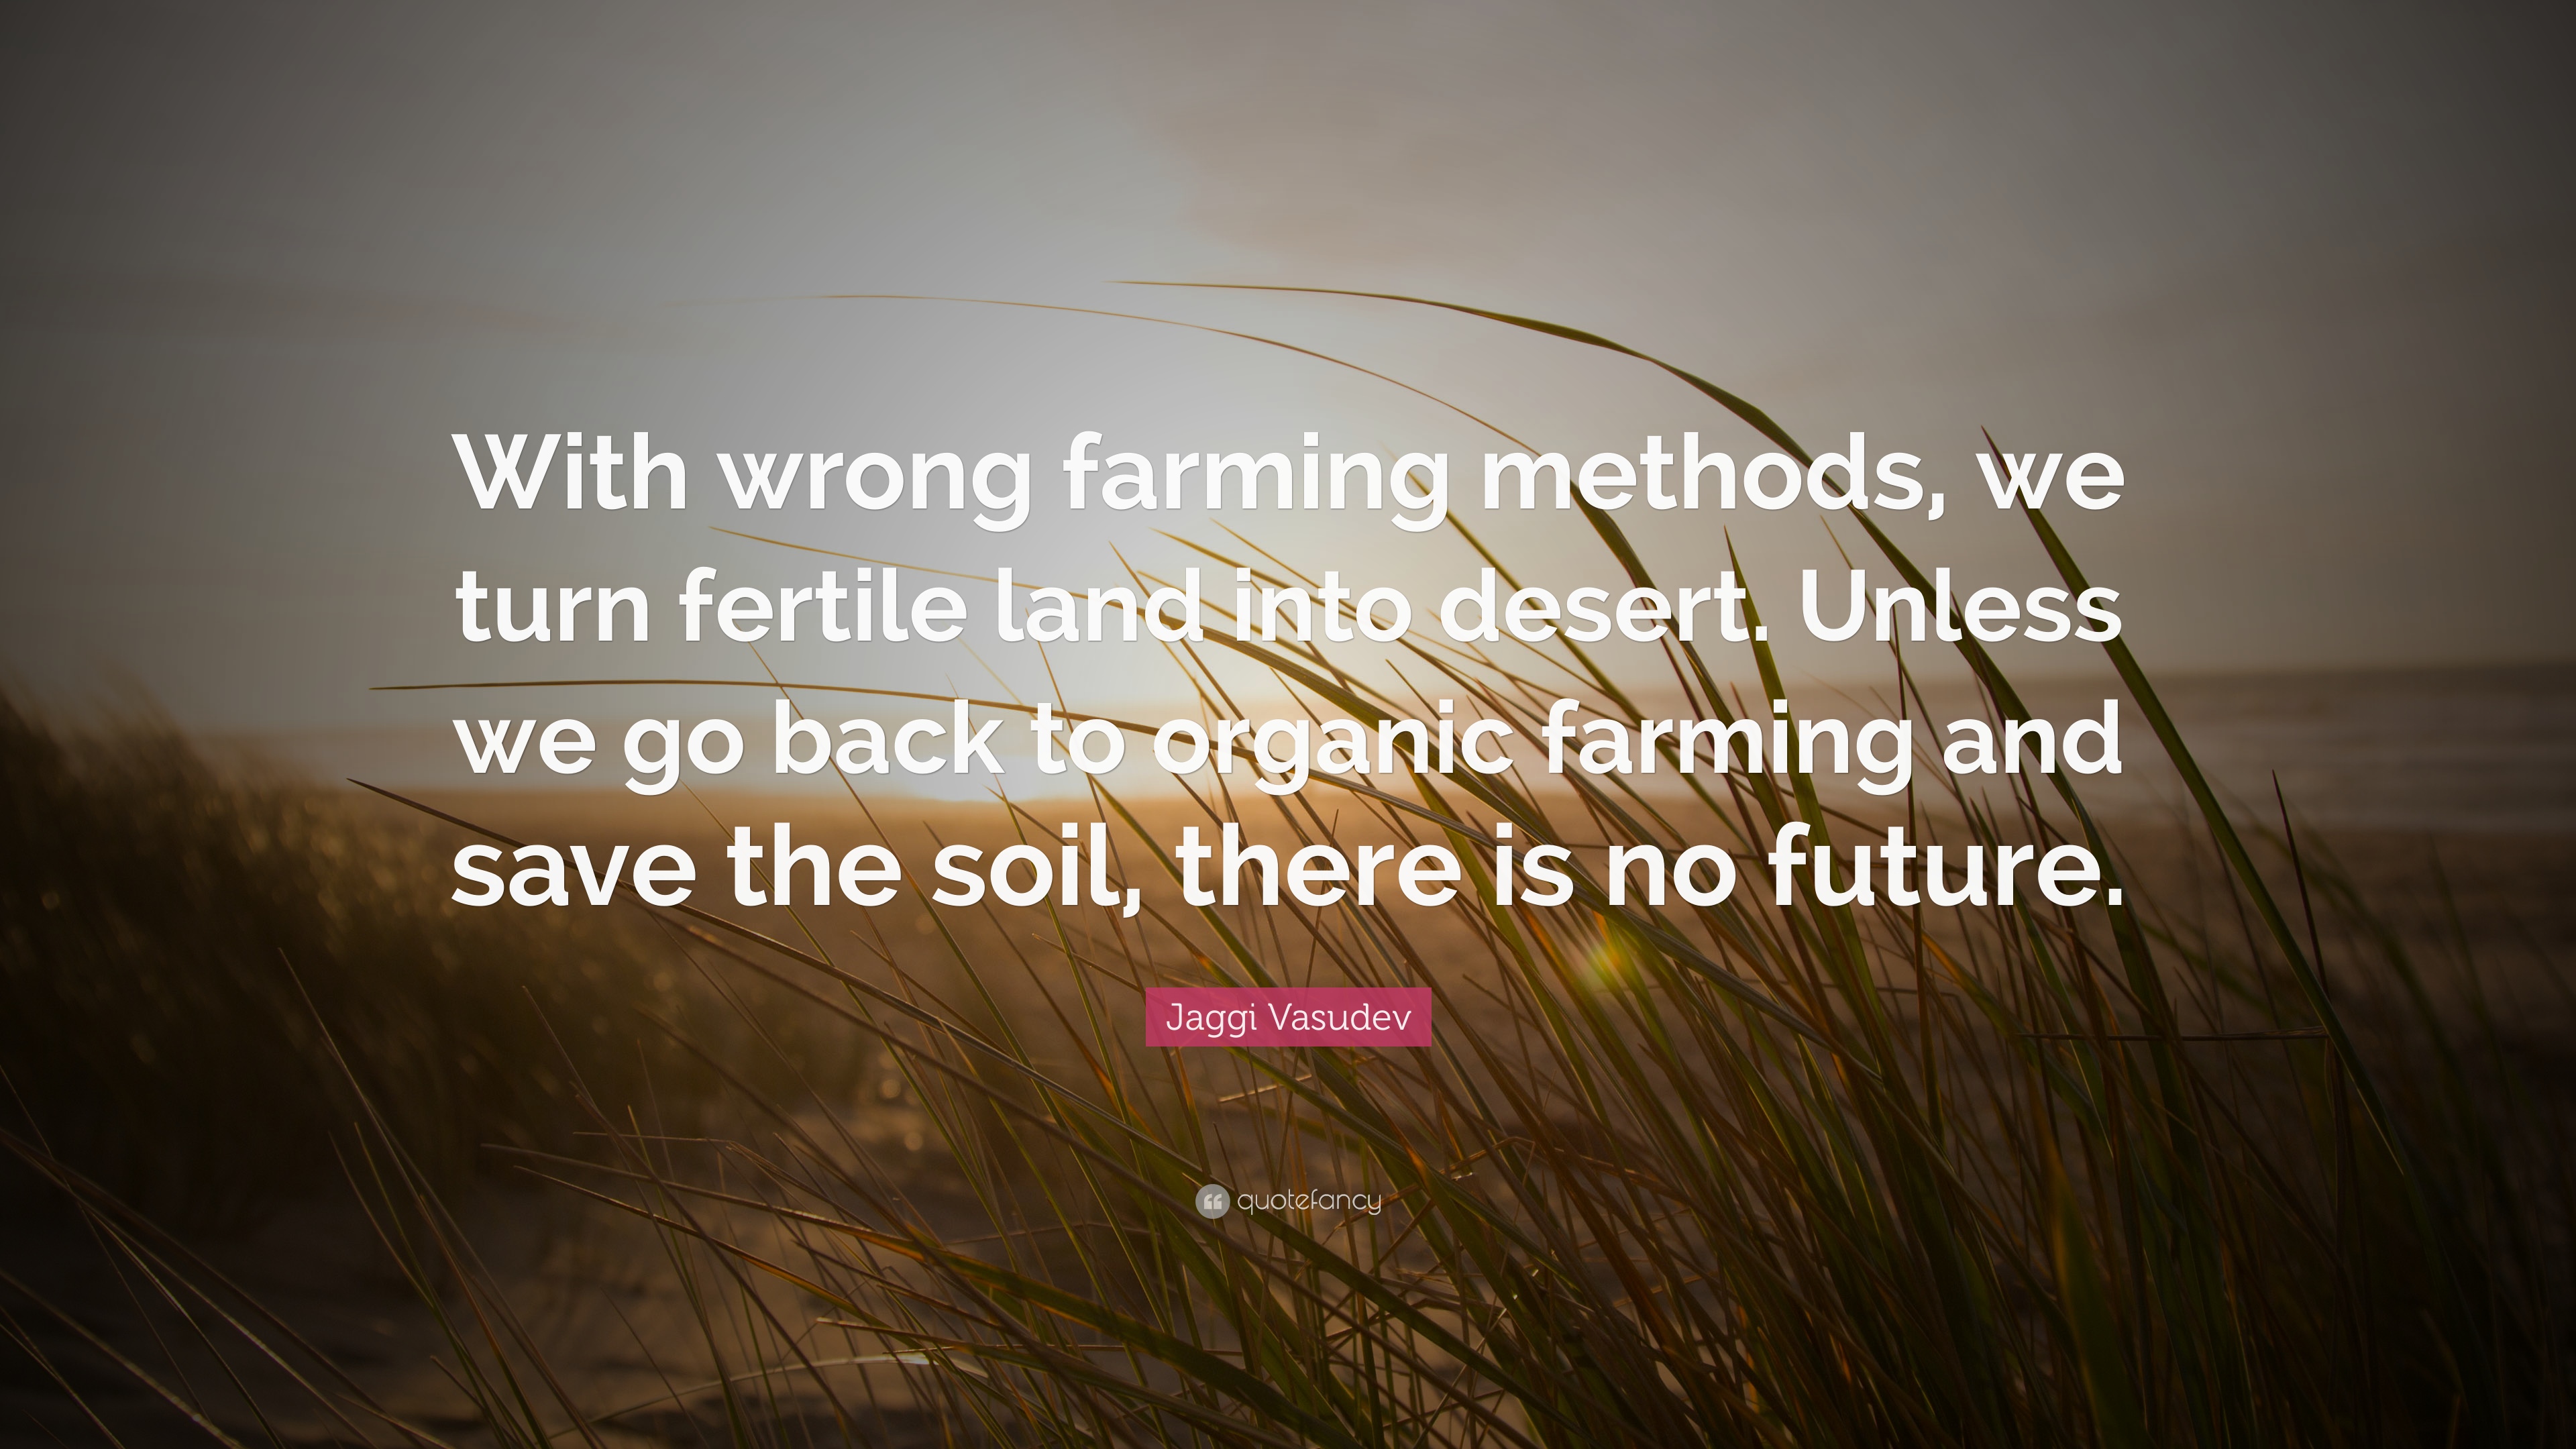 With wrong farming methods, we
turn fertile land into desert. Unless
we go back to organic farming and
save the soil, there is no future.
Jaggi Vasudev
quotefancy